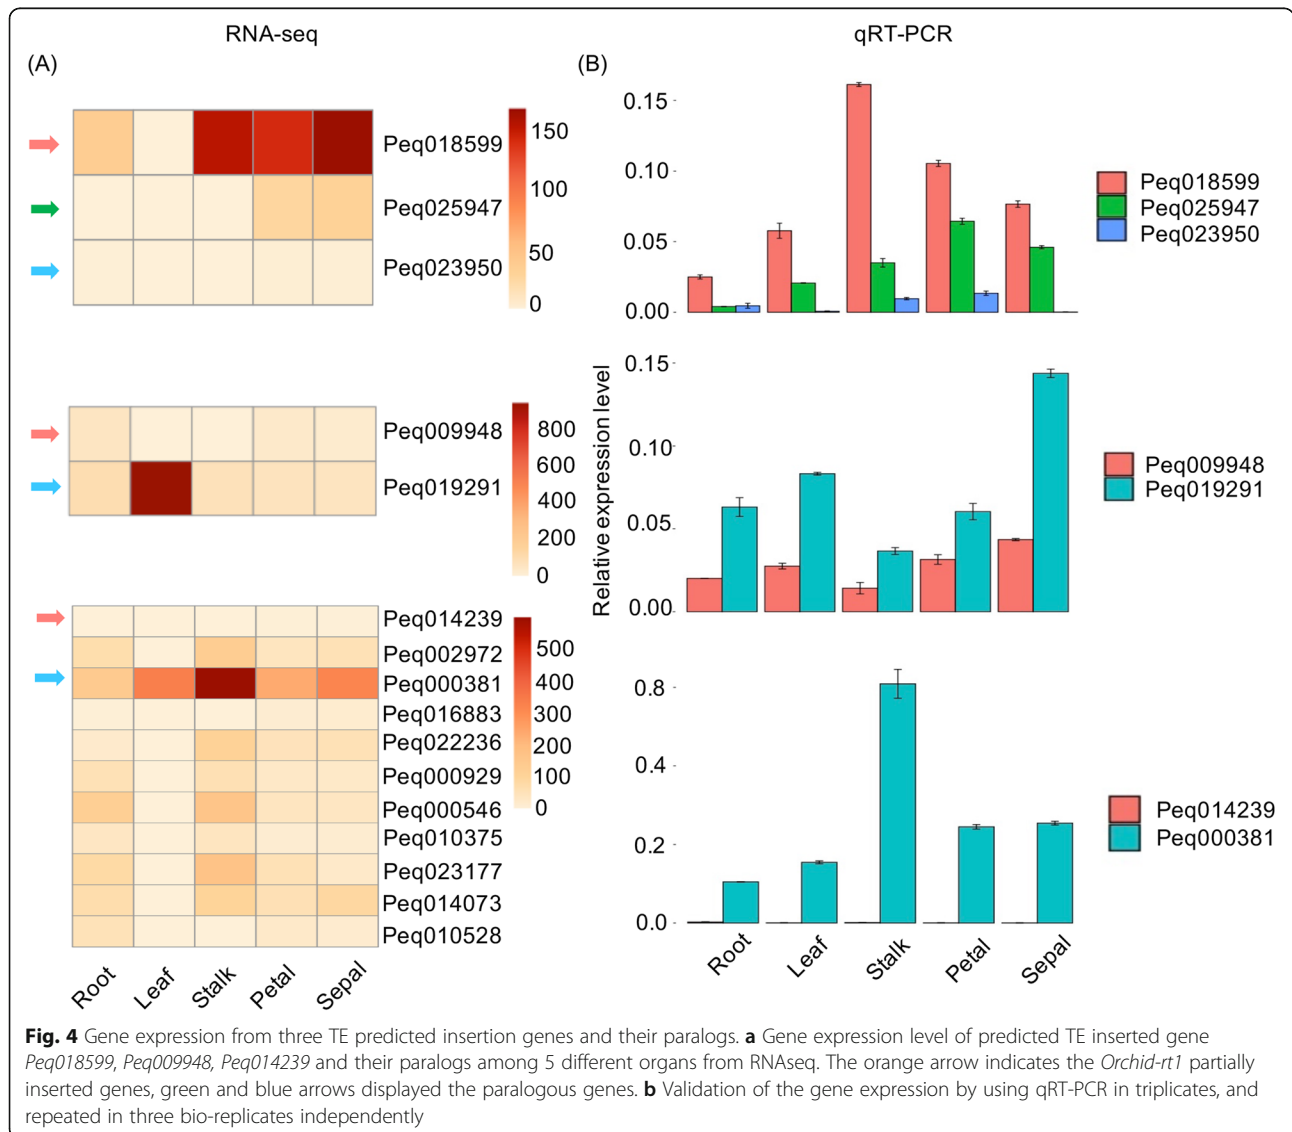 RNA-seq
qRT-PCR
(A)
(B)
Peq018599
Peq025947
Peq023950
150
100
50
0
0.15
0.10
0.05
0.00
Peq018599
Peq025947
Peq023950
Peq009948
Peq019291
800
600
400
200
0
Relative expression level
0.15
0.10
0.05
0.00
Peq009948
Peq019291
Peq014239
Peq002972
Peq000381
Peq016883
Peq022236
Peq000929
Peq000546
Peq010375
Peq023177
Peq014073
Peq010528
500
400
300
200
100
0
0.8
0.4
0.2
0.0
Peq014239
Peq000381
Root
Leaf
Stalk
Petal
Sepal
Root
Leaf
Stalk
Petal
Sepal
Fig. 4 Gene expression from three TE predicted insertion genes and their paralogs. a Gene expression level of predicted TE inserted gene
Peq018599, Peq009948, Peq014239 and their paralogs among 5 different organs from RNAseq. The orange arrow indicates the Orchid-rt1 partially
inserted genes, green and blue arrows displayed the paralogous genes. b Validation of the gene expression by using qRT-PCR in triplicates, and
repeated in three bio-replicates independently